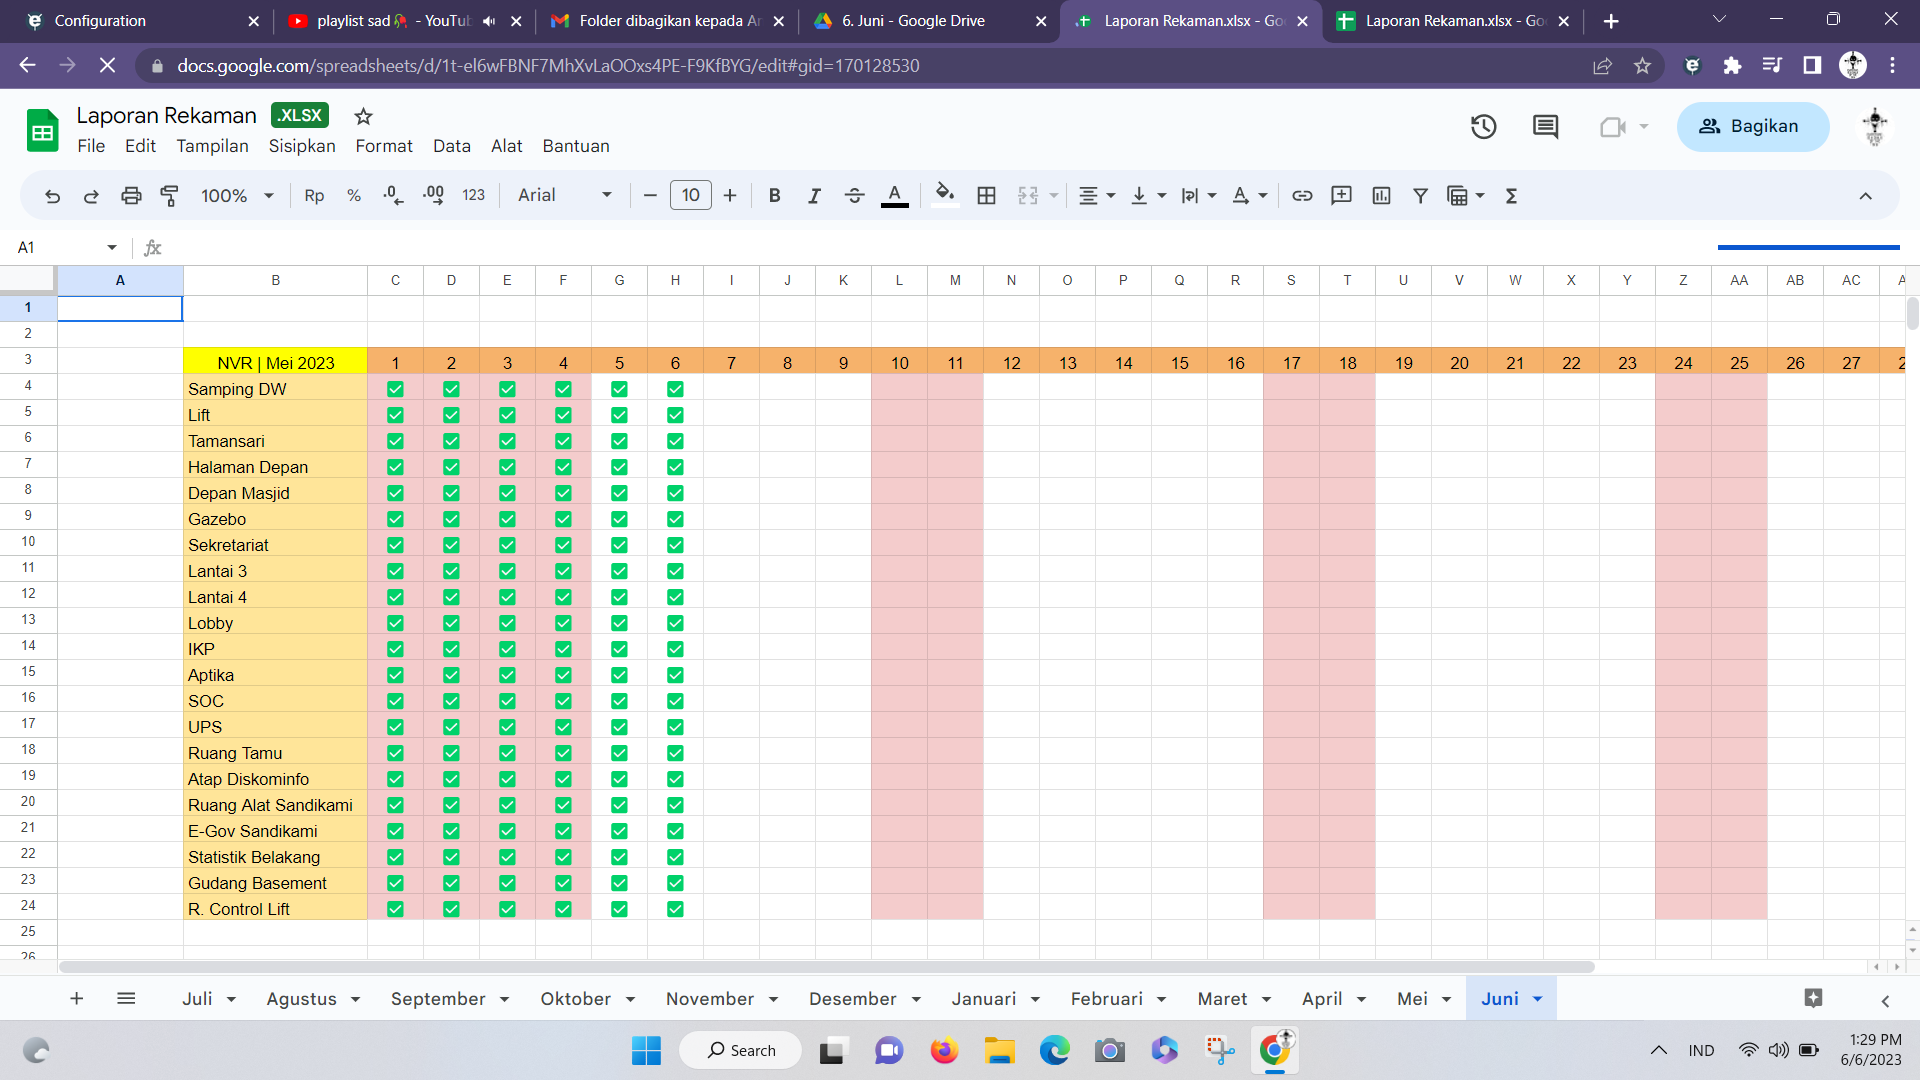 Configuration
playlist sad🥀 - YouTu
Folder dibagikan kepada Ar
6. Juni - Google Drive
Laporan Rekaman.xlsx - Go
Laporan Rekaman.xlsx - Goo
docs.google.com/spreadsheets/d/1t-el6wFBNF7MhXvLaOOxs4PE-F9KfBYG/edit#gid=170128530
Laporan Rekaman .XLSX
File Edit Tampilan Sisipkan Format Data Alat Bantuan
Bagikan
100% Rp % .0 .00 123 Arial 10 B I S A Σ
A1 fx
A B C D E F G H I J K L M N O P Q R S T U V W X Y Z AA AB AC A
1
2
3 NVR | Mei 2023 1 2 3 4 5 6 7 8 9 10 11 12 13 14 15 16 17 18 19 20 21 22 23 24 25 26 27 2
4 Samping DW ✅ ✅ ✅ ✅ ✅ ✅
5 Lift ✅ ✅ ✅ ✅ ✅ ✅
6 Tamansari ✅ ✅ ✅ ✅ ✅ ✅
7 Halaman Depan ✅ ✅ ✅ ✅ ✅ ✅
8 Depan Masjid ✅ ✅ ✅ ✅ ✅ ✅
9 Gazebo ✅ ✅ ✅ ✅ ✅ ✅
10 Sekretariat ✅ ✅ ✅ ✅ ✅ ✅
11 Lantai 3 ✅ ✅ ✅ ✅ ✅ ✅
12 Lantai 4 ✅ ✅ ✅ ✅ ✅ ✅
13 Lobby ✅ ✅ ✅ ✅ ✅ ✅
14 IKP ✅ ✅ ✅ ✅ ✅ ✅
15 Aptika ✅ ✅ ✅ ✅ ✅ ✅
16 SOC ✅ ✅ ✅ ✅ ✅ ✅
17 UPS ✅ ✅ ✅ ✅ ✅ ✅
18 Ruang Tamu ✅ ✅ ✅ ✅ ✅ ✅
19 Atap Diskominfo ✅ ✅ ✅ ✅ ✅ ✅
20 Ruang Alat Sandikami ✅ ✅ ✅ ✅ ✅ ✅
21 E-Gov Sandikami ✅ ✅ ✅ ✅ ✅ ✅
22 Statistik Belakang ✅ ✅ ✅ ✅ ✅ ✅
23 Gudang Basement ✅ ✅ ✅ ✅ ✅ ✅
24 R. Control Lift ✅ ✅ ✅ ✅ ✅ ✅
25
26
Juli Agustus September Oktober November Desember Januari Februari Maret April Mei Juni
Search
IND
1:29 PM
6/6/2023